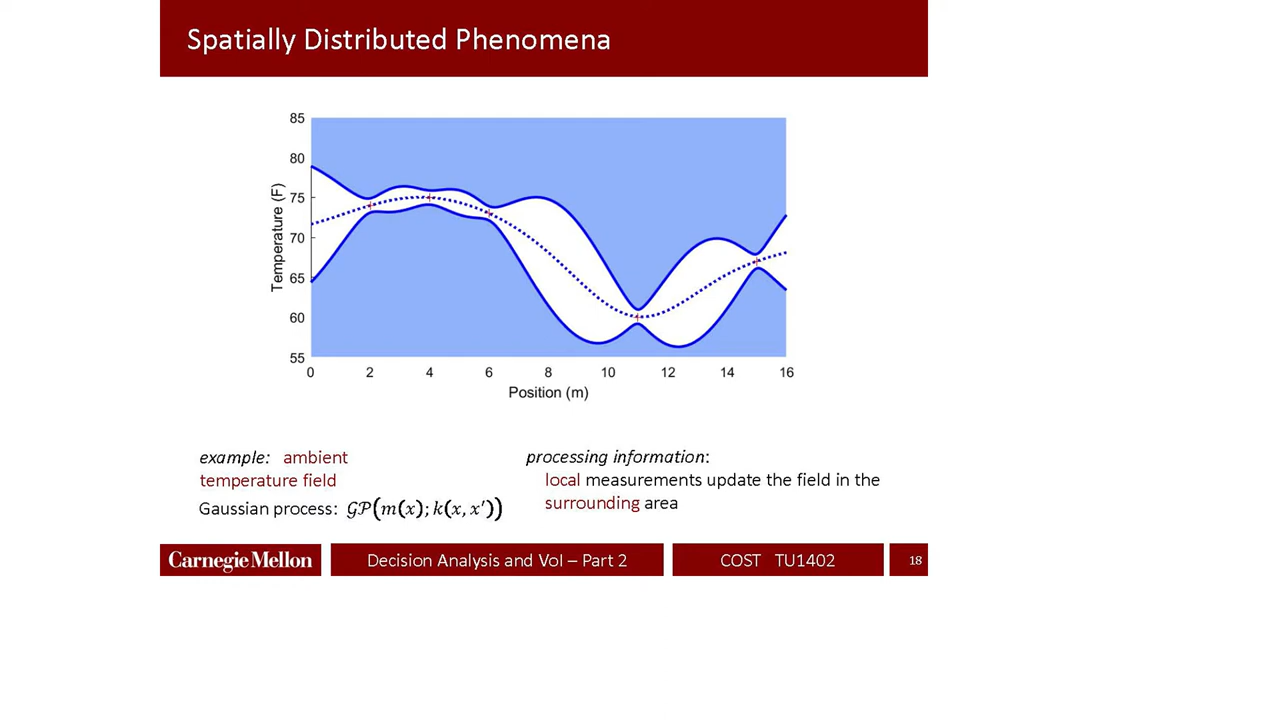 Spatially Distributed Phenomena
85
80
75
70
65
60
55
Temperature (F)
0 2 4 6 8 10 12 14 16
Position (m)
example: ambient
temperature field
Gaussian process: 𝒢𝒫(m(x); k(x, x′))
processing information:
local measurements update the field in the
surrounding area
Carnegie Mellon
Decision Analysis and VoI – Part 2
COST TU1402
18